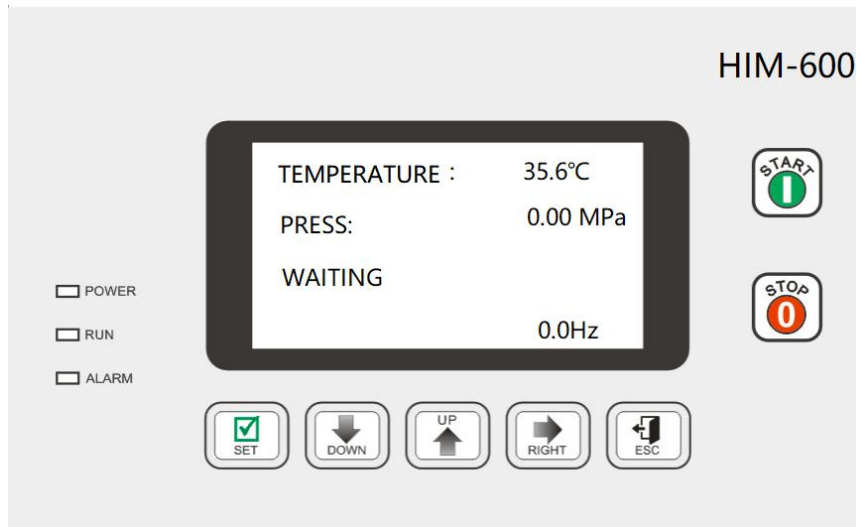 HIM-600
TEMPERATURE： 35.6℃
PRESS: 0.00 MPa
WAITING
0.0Hz
POWER
RUN
ALARM
START
I
STOP
0
SET
DOWN
UP
RIGHT
ESC